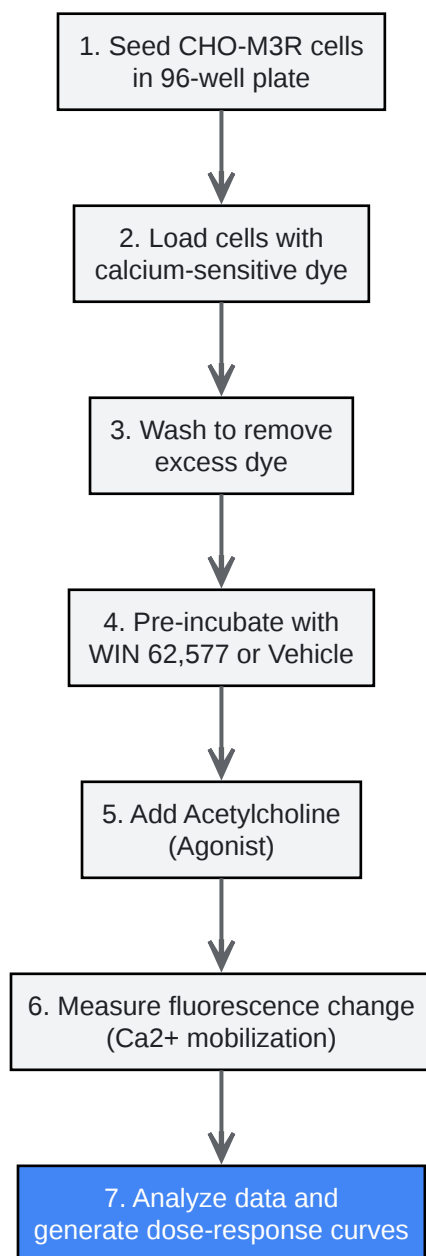 1. Seed CHO-M3R cells
in 96-well plate
2. Load cells with
calcium-sensitive dye
3. Wash to remove
excess dye
4. Pre-incubate with
WIN 62,577 or Vehicle
5. Add Acetylcholine
(Agonist)
6. Measure fluorescence change
(Ca2+ mobilization)
7. Analyze data and
generate dose-response curves